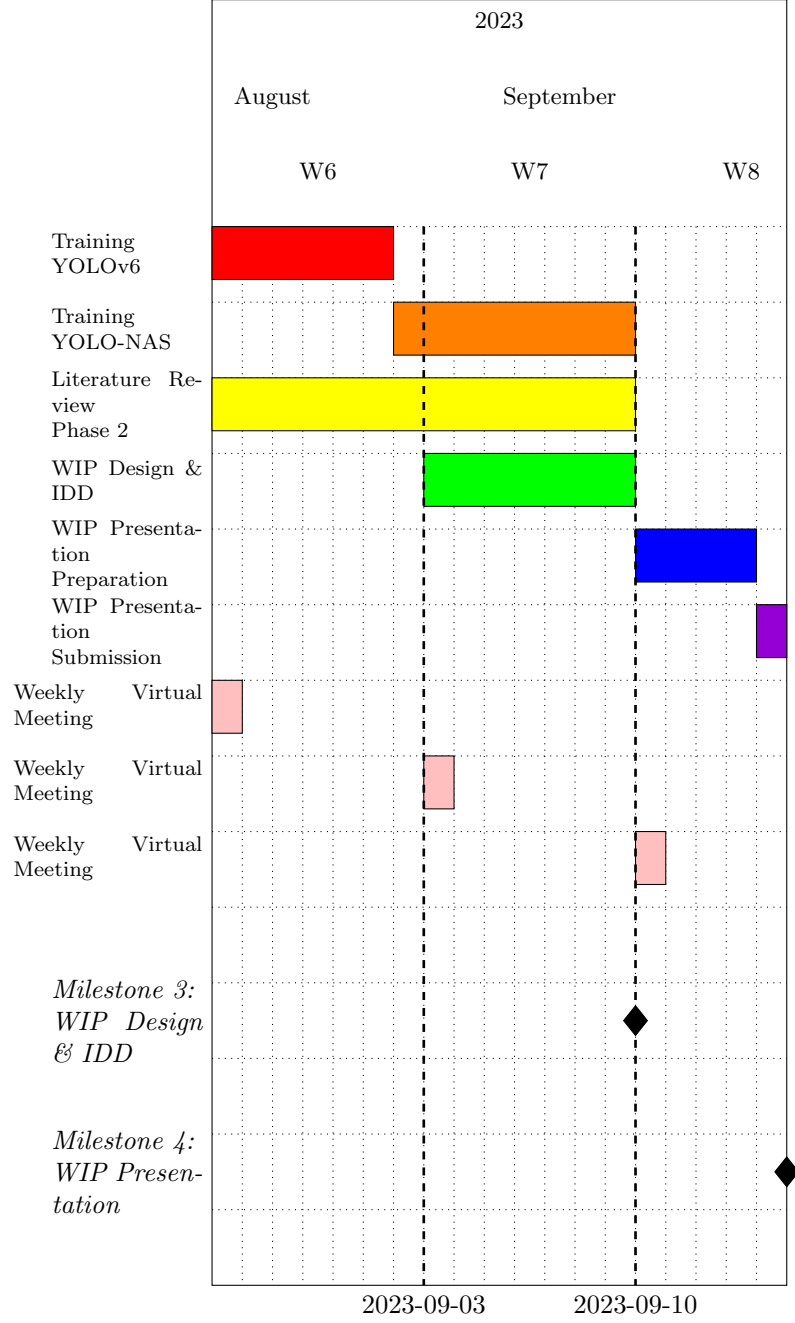 2023
August September
W6 W7 W8
Training
YOLOv6
Training
YOLO-NAS
Literature Re-
view
Phase 2
WIP Design &
IDD
WIP Presenta-
tion
Preparation
WIP Presenta-
tion
Submission
Weekly Virtual
Meeting
Weekly Virtual
Meeting
Weekly Virtual
Meeting
Milestone 3:
WIP Design
& IDD
Milestone 4:
WIP Presen-
tation
2023-09-03 2023-09-10